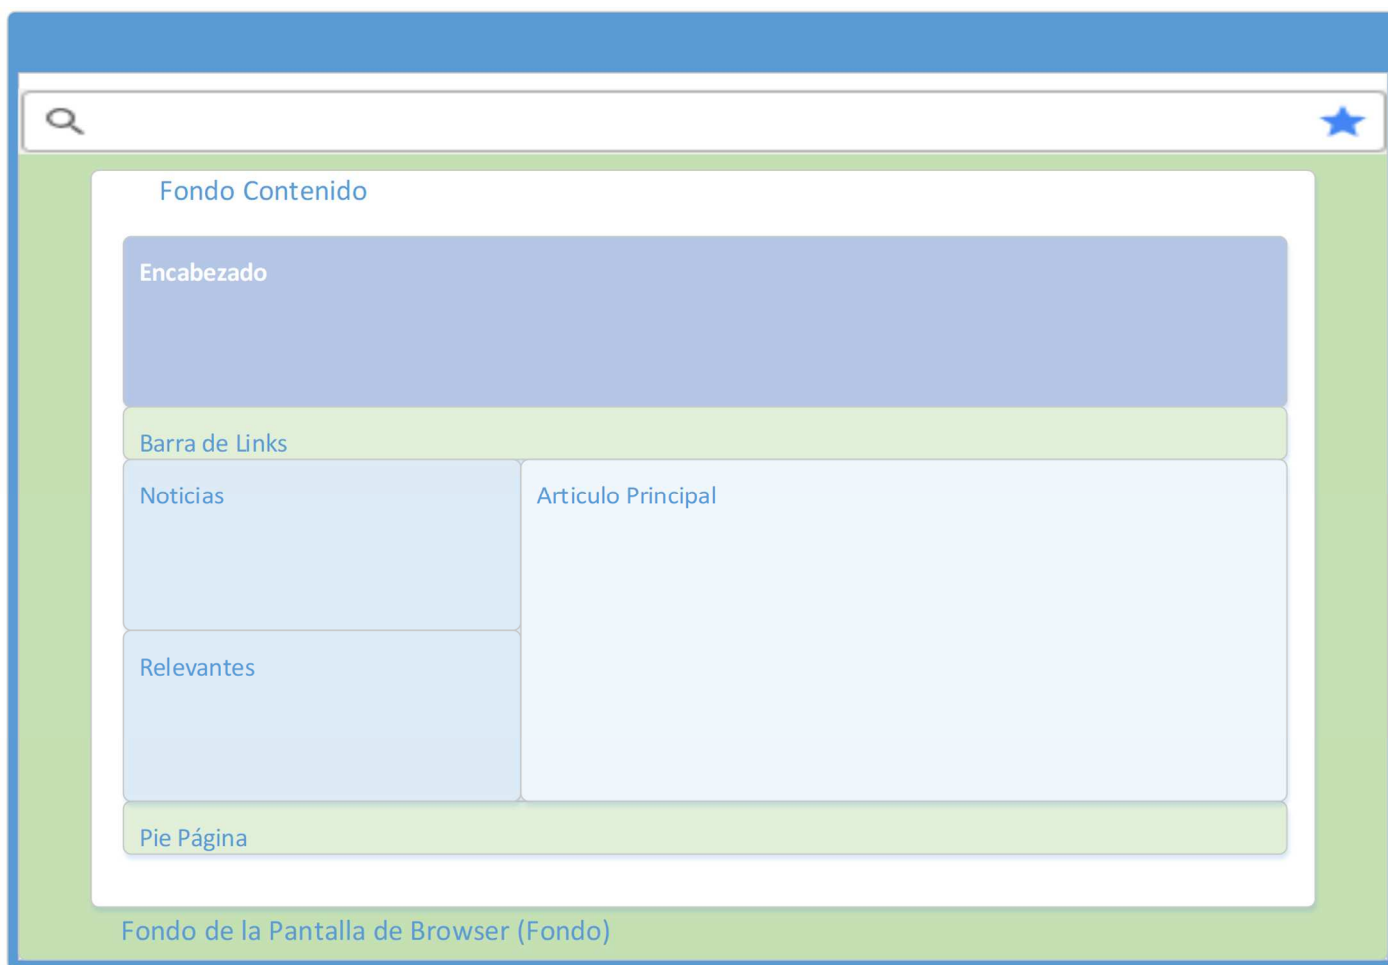 Fondo Contenido
Encabezado
Barra de Links
Noticias
Articulo Principal
Relevantes
Pie Página
Fondo de la Pantalla de Browser (Fondo)